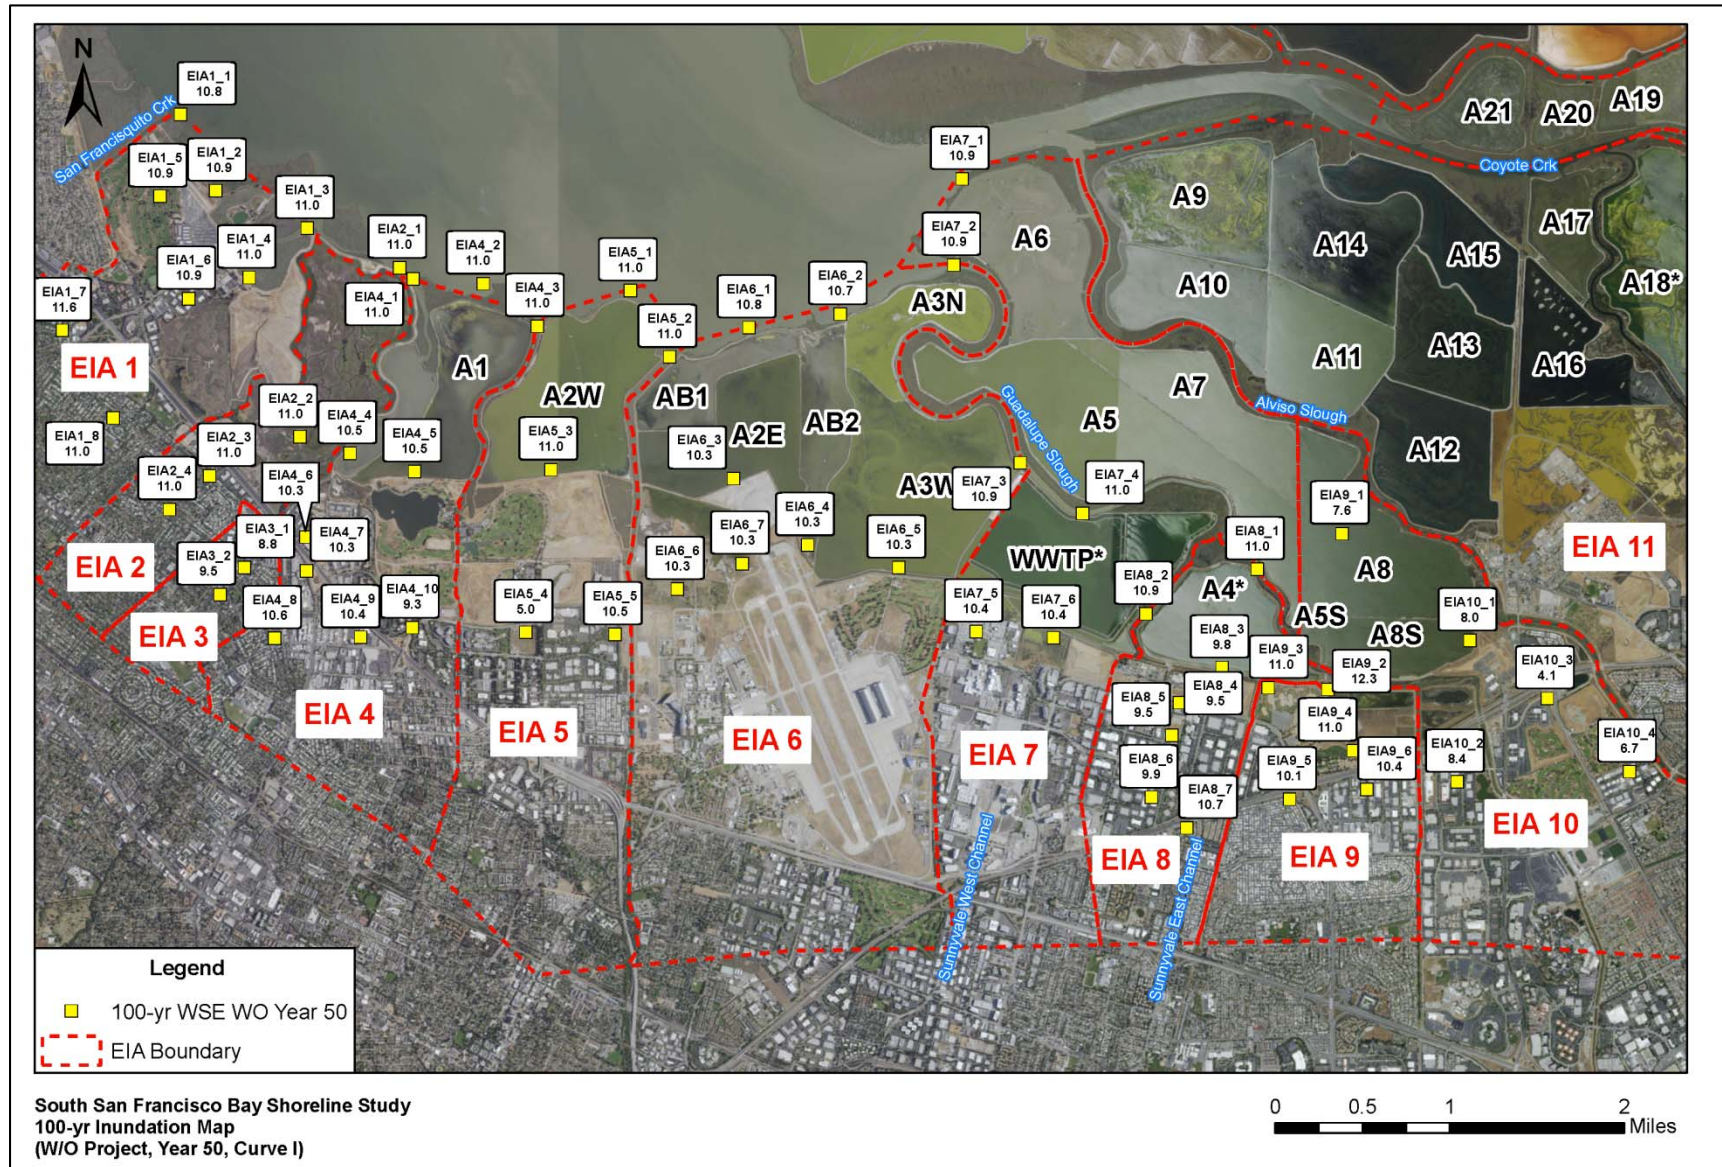 N
EIA1_1
10.8
San Francisquito Crk
EIA1_5
10.9
EIA1_2
10.9
EIA1_3
11.0
EIA1_4
11.0
EIA1_6
10.9
EIA1_7
11.6
EIA 1
EIA1_8
11.0
EIA2_1
11.0
EIA4_2
11.0
EIA4_1
11.0
EIA4_3
11.0
EIA5_1
11.0
EIA5_2
11.0
EIA6_1
10.8
EIA6_2
10.7
EIA7_1
10.9
EIA7_2
10.9
A21
A20
A19
Coyote Crk
A9
A6
A14
A17
A15
A18*
A10
A3N
A11
A13
A16
A1
A7
A2W
AB1
Alviso Slough
Guadalupe Slough
A5
A12
A2E
AB2
EIA2_2
11.0
EIA4_4
10.5
EIA2_3
11.0
EIA4_5
10.5
EIA5_3
11.0
EIA6_3
10.3
EIA2_4
11.0
EIA4_6
10.3
A3W
EIA7_3
10.9
EIA7_4
11.0
EIA9_1
7.6
EIA6_4
10.3
EIA6_7
10.3
EIA6_5
10.3
EIA3_1
8.8
EIA4_7
10.3
EIA3_2
9.5
EIA8_1
11.0
EIA 11
EIA6_6
10.3
WWTP*
EIA8_2
10.9
A4*
A8
EIA 2
EIA4_8
10.6
EIA4_9
10.4
EIA4_10
9.3
EIA5_4
5.0
EIA5_5
10.5
EIA7_5
10.4
EIA7_6
10.4
EIA10_1
8.0
A5S
A8S
EIA 3
EIA8_3
9.8
EIA9_3
11.0
EIA9_2
12.3
EIA10_3
4.1
EIA8_5
9.5
EIA8_4
9.5
EIA9_4
11.0
EIA10_4
6.7
EIA 4
EIA 5
EIA 6
EIA 7
EIA8_6
9.9
EIA9_5
10.1
EIA9_6
10.4
EIA10_2
8.4
EIA8_7
10.7
EIA 8
EIA 9
EIA 10
Sunnyvale West Channel
Sunnyvale East Channel
Legend
100-yr WSE WO Year 50
EIA Boundary
South San Francisco Bay Shoreline Study
100-yr Inundation Map
(W/O Project, Year 50, Curve I)
0 0.5 1 2
Miles